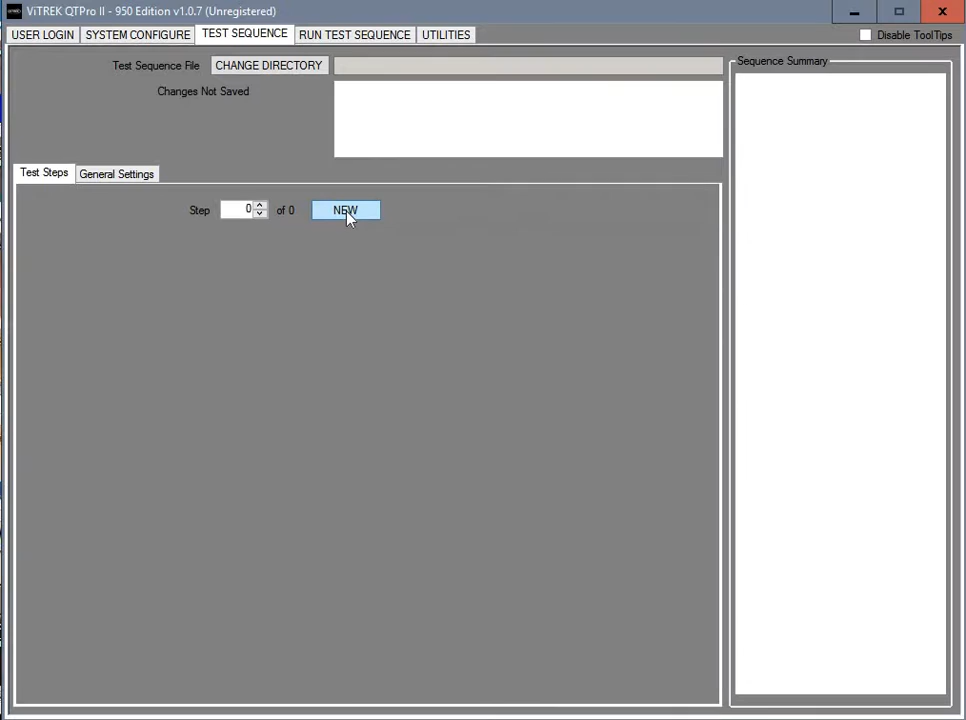 ViTREK QTPro II - 950 Edition v1.0.7 (Unregistered)
USER LOGIN SYSTEM CONFIGURE TEST SEQUENCE RUN TEST SEQUENCE UTILITIES Disable ToolTips
Test Sequence File CHANGE DIRECTORY
Sequence Summary
Changes Not Saved
Test Steps General Settings
Step 0 of 0 NEW